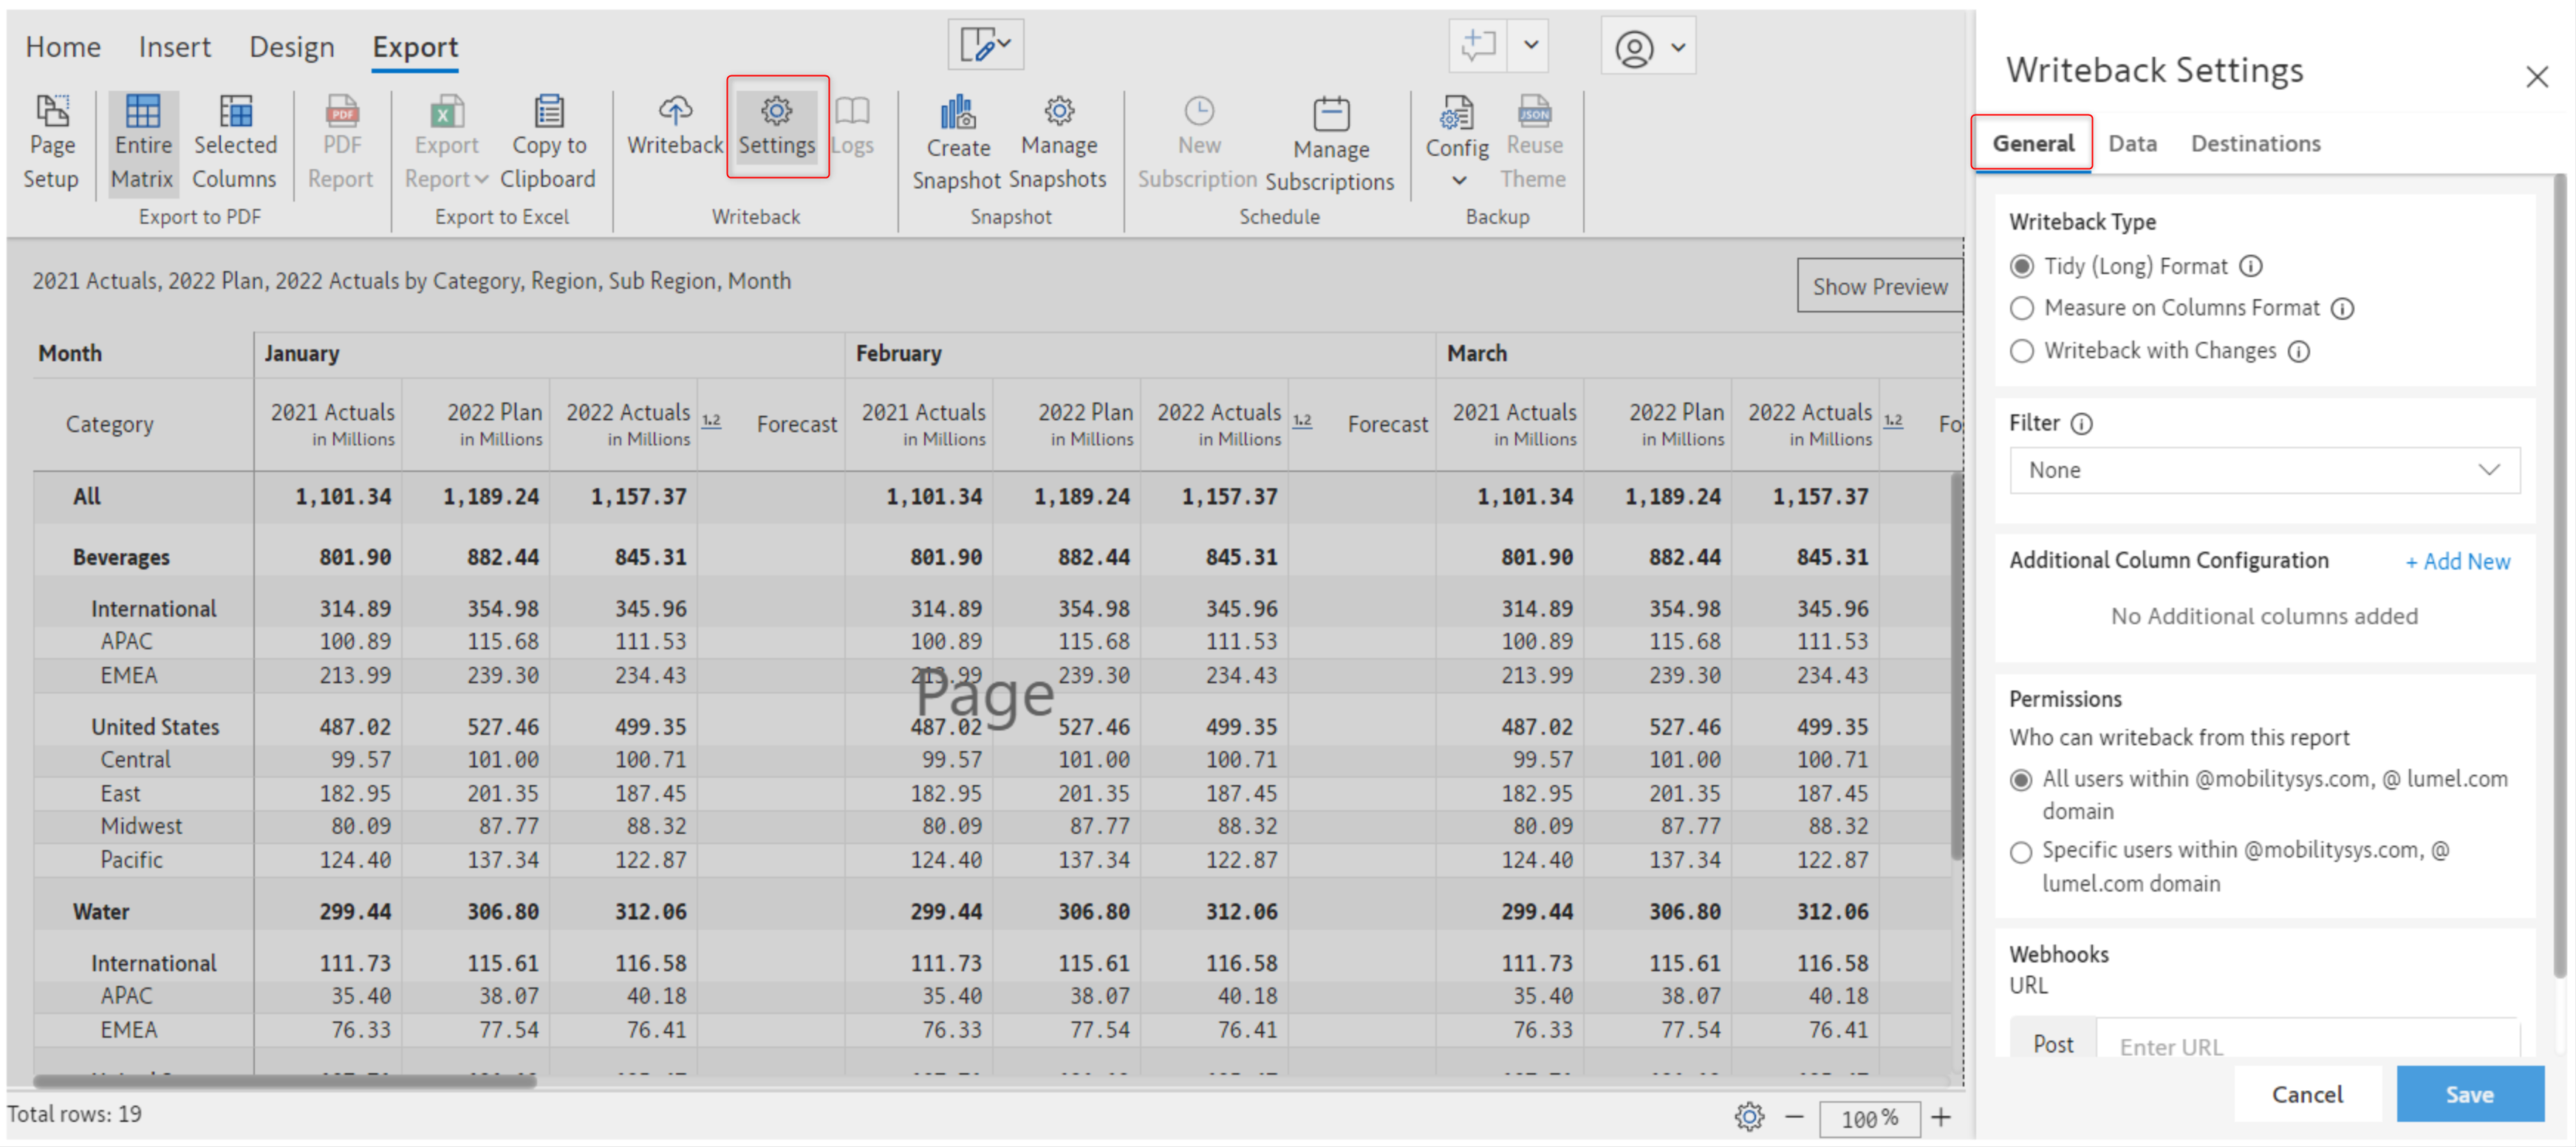 Home Insert Design Export
Page Setup
Entire Matrix
Selected Columns
Export to PDF
PDF Report
Export Report
Copy to Clipboard
Export to Excel
Writeback
Settings
Logs
Writeback
Create Snapshot
Manage Snapshots
Snapshot
New Subscription
Manage Subscriptions
Schedule
Config
JSON
Reuse Theme
Backup
2021 Actuals, 2022 Plan, 2022 Actuals by Category, Region, Sub Region, Month
Show Preview
Month January February March
Category 2021 Actuals in Millions 2022 Plan in Millions 2022 Actuals in Millions 1.2 Forecast 2021 Actuals in Millions 2022 Plan in Millions 2022 Actuals in Millions 1.2 Forecast 2021 Actuals in Millions 2022 Plan in Millions 2022 Actuals in Millions 1.2 Fo
All 1,101.34 1,189.24 1,157.37 1,101.34 1,189.24 1,157.37 1,101.34 1,189.24 1,157.37
Beverages 801.90 882.44 845.31 801.90 882.44 845.31 801.90 882.44 845.31
International 314.89 354.98 345.96 314.89 354.98 345.96 314.89 354.98 345.96
APAC 100.89 115.68 111.53 100.89 115.68 111.53 100.89 115.68 111.53
EMEA 213.99 239.30 234.43 213.99 239.30 234.43 213.99 239.30 234.43
Page
United States 487.02 527.46 499.35 487.02 527.46 499.35 487.02 527.46 499.35
Central 99.57 101.00 100.71 99.57 101.00 100.71 99.57 101.00 100.71
East 182.95 201.35 187.45 182.95 201.35 187.45 182.95 201.35 187.45
Midwest 80.09 87.77 88.32 80.09 87.77 88.32 80.09 87.77 88.32
Pacific 124.40 137.34 122.87 124.40 137.34 122.87 124.40 137.34 122.87
Water 299.44 306.80 312.06 299.44 306.80 312.06 299.44 306.80 312.06
International 111.73 115.61 116.58 111.73 115.61 116.58 111.73 115.61 116.58
APAC 35.40 38.07 40.18 35.40 38.07 40.18 35.40 38.07 40.18
EMEA 76.33 77.54 76.41 76.33 77.54 76.41 76.33 77.54 76.41
Total rows: 19
100%
Writeback Settings
General Data Destinations
Writeback Type
Tidy (Long) Format
Measure on Columns Format
Writeback with Changes
Filter
None
Additional Column Configuration + Add New
No Additional columns added
Permissions
Who can writeback from this report
All users within @mobilitysys.com, @ lumel.com
domain
Specific users within @mobilitysys.com, @
lumel.com domain
Webhooks
URL
Post Enter URL
Cancel Save